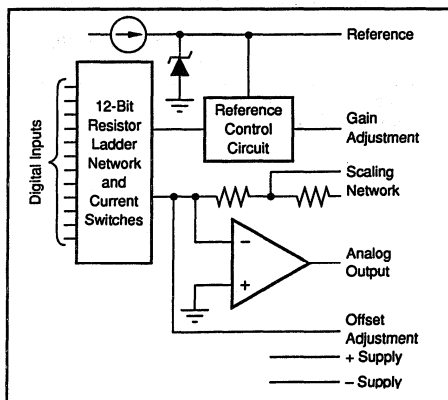 Reference
12-Bit
Resistor
Ladder
Network
and
Current
Switches
Digital Inputs
Reference
Control
Circuit
Gain
Adjustment
Scaling
Network
−
+
Analog
Output
Offset
Adjustment
+ Supply
− Supply